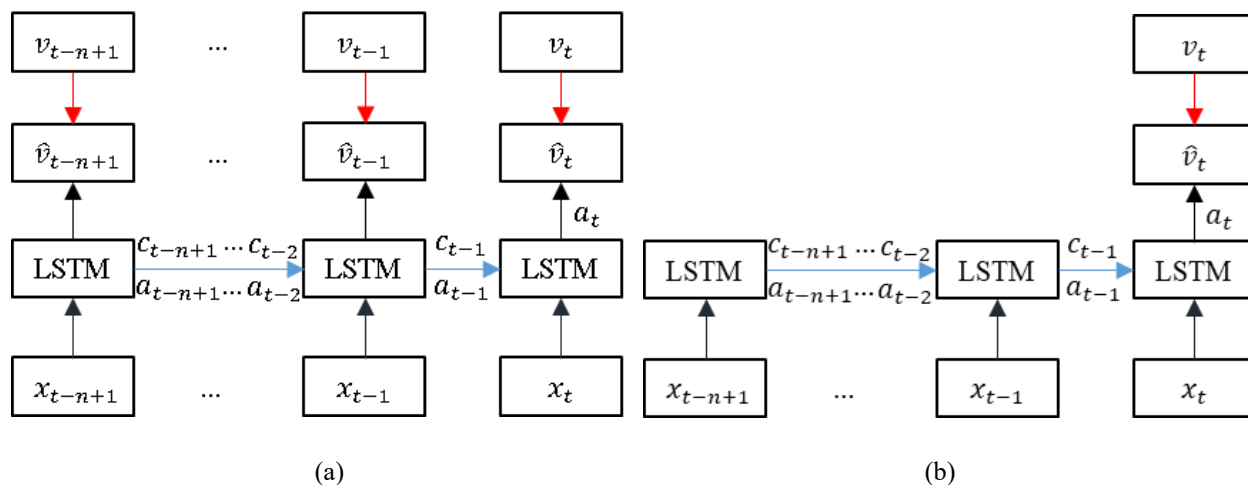 v_{t-n+1} ... v_{t-1} v_t v_t
v̂_{t-n+1} ... v̂_{t-1} v̂_t v̂_t
a_t a_t
LSTM c_{t-n+1} ... c_{t-2} LSTM c_{t-1} LSTM LSTM c_{t-n+1} ... c_{t-2} LSTM c_{t-1} LSTM
a_{t-n+1} ... a_{t-2} a_{t-1} a_{t-n+1} ... a_{t-2} a_{t-1}
x_{t-n+1} ... x_{t-1} x_t x_{t-n+1} ... x_{t-1} x_t
(a) (b)